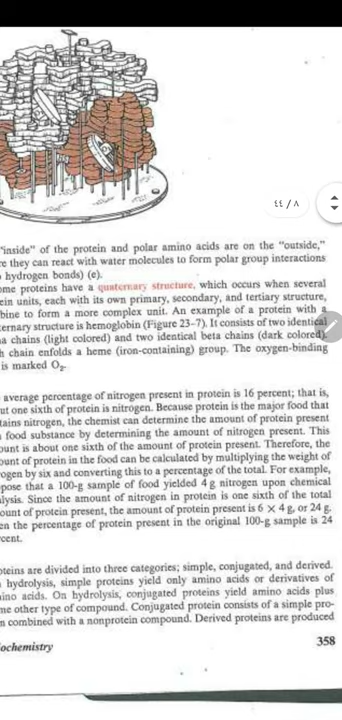 ٤٤ / ٨
"inside" of the protein and polar amino acids are on the "outside,"
re they can react with water molecules to form polar group interactions
hydrogen bonds) (e).
ome proteins have a quaternary structure, which occurs when several
ein units, each with its own primary, secondary, and tertiary structure,
bine to form a more complex unit. An example of a protein with a
ternary structure is hemoglobin (Figure 23-7). It consists of two identical
ha chains (light colored) and two identical beta chains (dark colored).
h chain enfolds a heme (iron-containing) group. The oxygen-binding
is marked O₂.
average percentage of nitrogen present in protein is 16 percent; that is,
ut one sixth of protein is nitrogen. Because protein is the major food that
tains nitrogen, the chemist can determine the amount of protein present
food substance by determining the amount of nitrogen present. This
ount is about one sixth of the amount of protein present. Therefore, the
ount of protein in the food can be calculated by multiplying the weight of
rogen by six and converting this to a percentage of the total. For example,
pose that a 100-g sample of food yielded 4 g nitrogen upon chemical
lysis. Since the amount of nitrogen in protein is one sixth of the total
ount of protein present, the amount of protein present is 6 × 4 g, or 24 g.
en the percentage of protein present in the original 100-g sample is 24
cent.
oteins are divided into three categories; simple, conjugated, and derived.
hydrolysis, simple proteins yield only amino acids or derivatives of
ino acids. On hydrolysis, conjugated proteins yield amino acids plus
me other type of compound. Conjugated protein consists of a simple pro-
n combined with a nonprotein compound. Derived proteins are produced
iochemistry 358